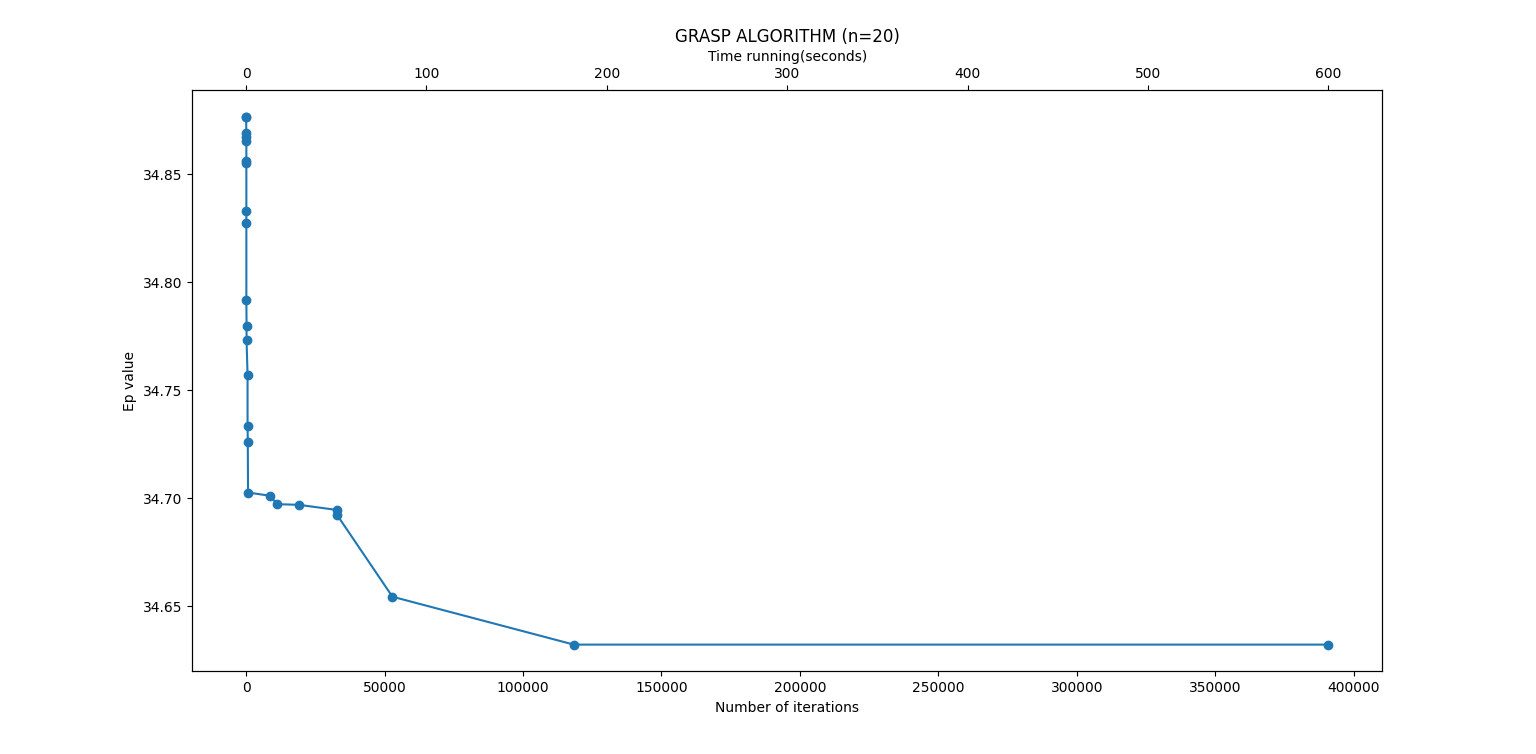 GRASP ALGORITHM (n=20)
Time running(seconds)
0 100 200 300 400 500 600
34.85
34.80
34.75
34.70
34.65
Ep value
0 50000 100000 150000 200000 250000 300000 350000 400000
Number of iterations